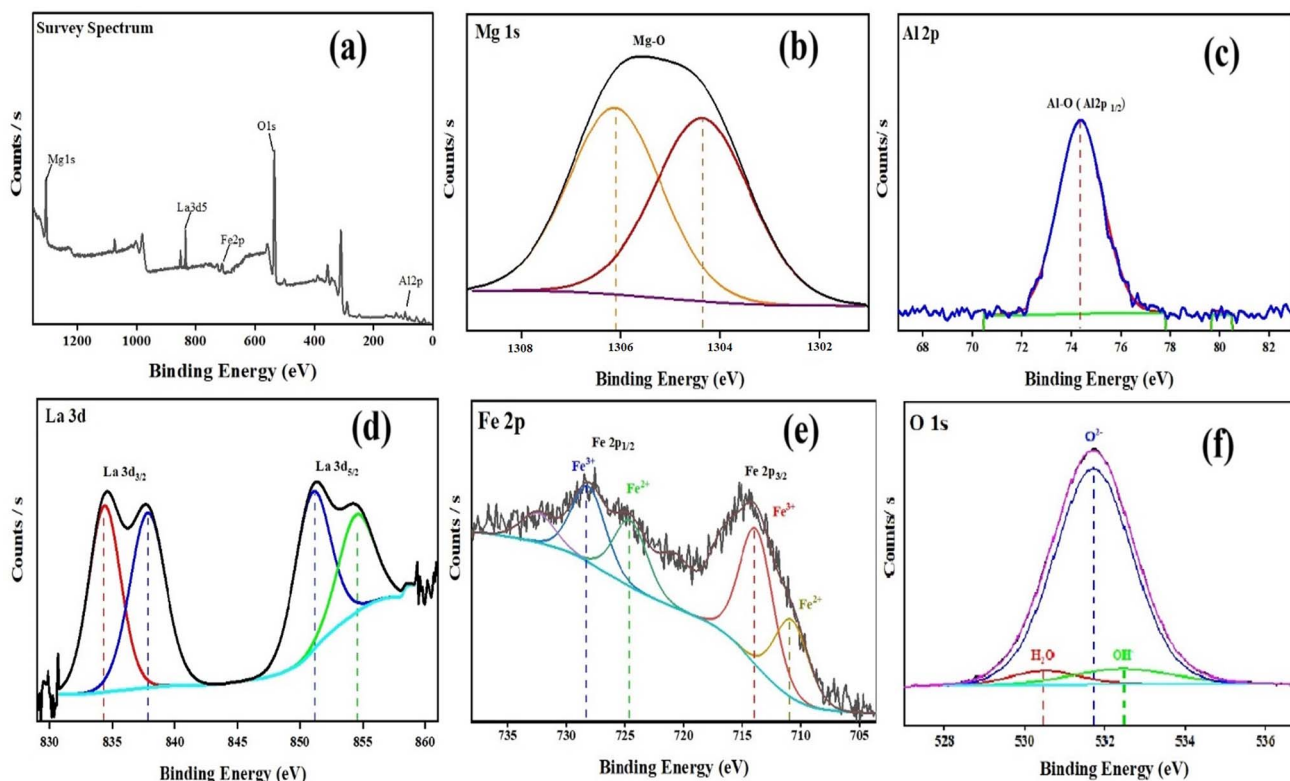 Survey Spectrum
(a)
Counts / s
O1s
Mg1s
La3d5
Fe2p
Al2p
1200 1000 800 600 400 200 0
Binding Energy (eV)
Mg 1s
(b)
Mg-O
Counts/ s
1308 1306 1304 1302
Binding Energy (eV)
Al 2p
(c)
Al-O ( Al2p 1/2)
Counts/ s
68 70 72 74 76 78 80 82
Binding Energy (eV)
La 3d
(d)
La 3d3/2
La 3d5/2
Counts / s
830 835 840 845 850 855 860
Binding Energy (eV)
Fe 2p
(e)
Fe 2p1/2
Fe3+
Fe2+
Fe 2p3/2
Fe3+
Fe2+
Counts / s
735 730 725 720 715 710 705
Binding Energy (eV)
O 1s
(f)
O2-
H2O
OH
Counts/ s
528 530 532 534 536
Binding Energy (eV)